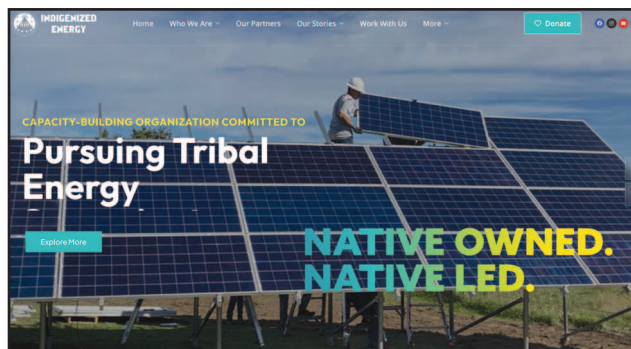 INDIGENIZED
ENERGY
Home Who We Are Our Partners Our Stories Work With Us More Donate
CAPACITY-BUILDING ORGANIZATION COMMITTED TO
Pursuing Tribal
Energy
Explore More
NATIVE OWNED.
NATIVE LED.